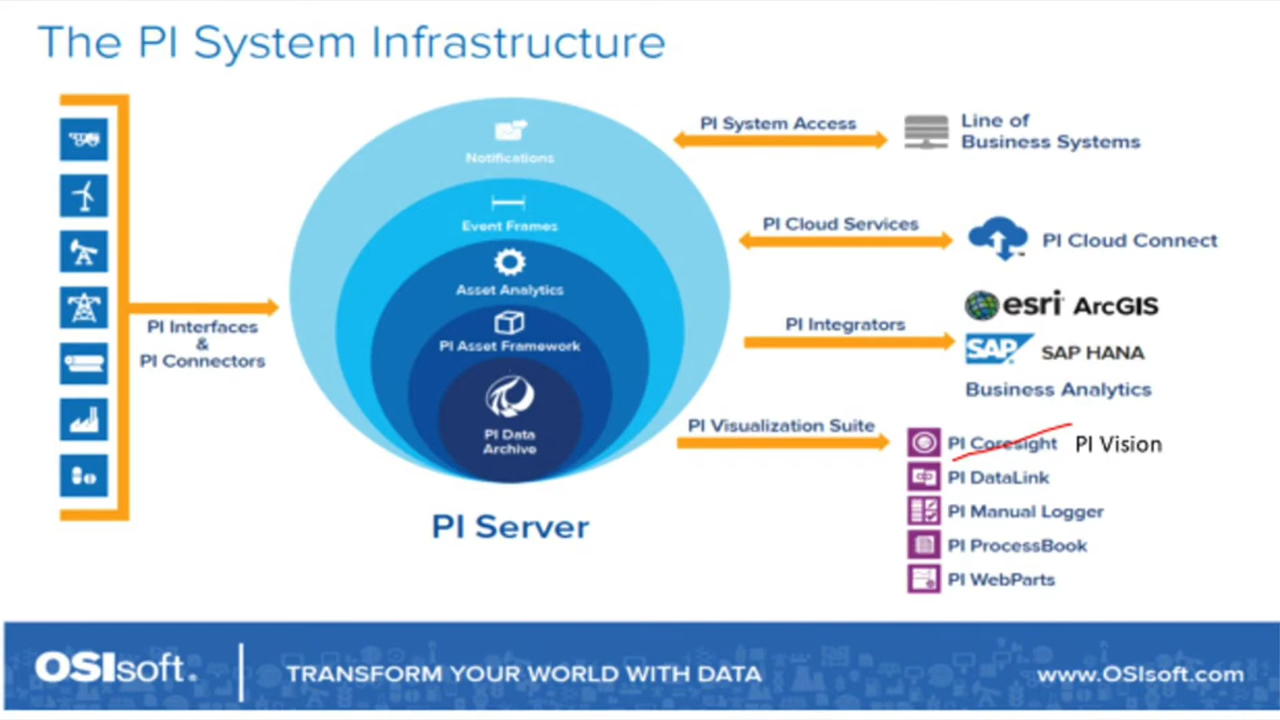 The PI System Infrastructure
PI Interfaces
&
PI Connectors
Notifications
Event Frames
Asset Analytics
PI Asset Framework
PI Data
Archive
PI Server
PI System Access
Line of
Business Systems
PI Cloud Services
PI Cloud Connect
PI Integrators
esri ArcGIS
SAP SAP HANA
Business Analytics
PI Visualization Suite
PI Coresight PI Vision
PI DataLink
PI Manual Logger
PI ProcessBook
PI WebParts
OSIsoft. TRANSFORM YOUR WORLD WITH DATA www.OSIsoft.com